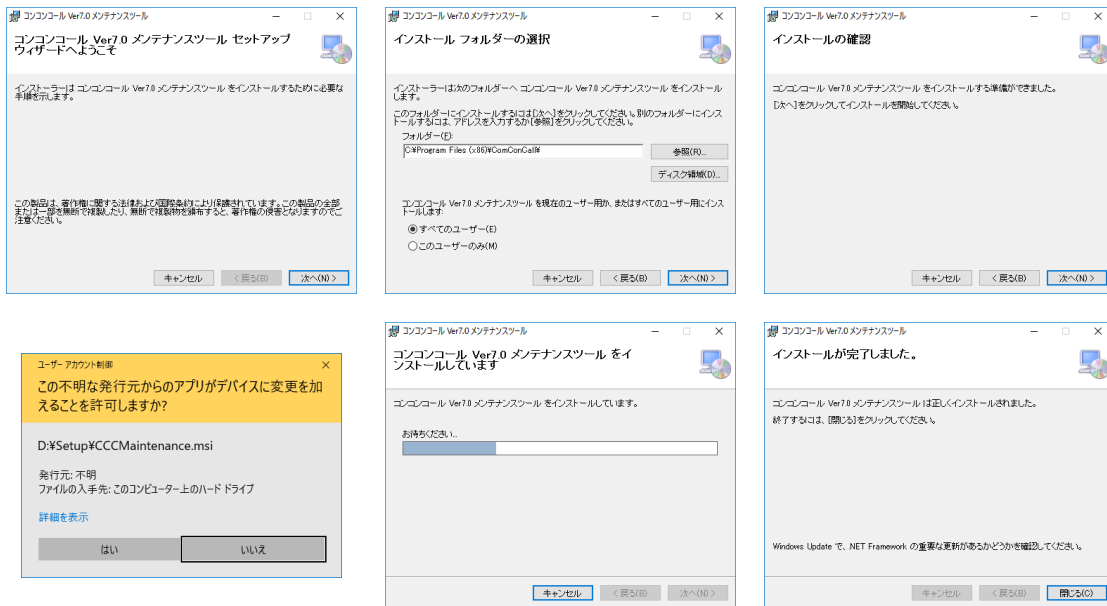 コンコンコール Ver7.0 メンテナンスツール
コンコンコール Ver7.0 メンテナンスツール セットアップ
ウィザードへようこそ
インストーラーは コンコンコール Ver7.0 メンテナンスツール をインストールするために必要な
手順を示します。
この製品は、著作権に関する法律および国際条約により保護されています。この製品の全部
または一部を無断で複製したり、無断で複製物を頒布すると、著作権の侵害となりますのでご
注意ください。
キャンセル
< 戻る(B)
次へ(N) >
コンコンコール Ver7.0 メンテナンスツール
インストール フォルダーの選択
インストーラーは次のフォルダーへ コンコンコール Ver7.0 メンテナンスツール をインストール
します。
このフォルダーにインストールするには[次へ]をクリックしてください。別のフォルダーにインス
トールするには、アドレスを入力するか[参照]をクリックしてください。
フォルダー(F):
C:¥Program Files (x86)¥ComConCall¥
参照(R)...
ディスク領域(D)...
コンコンコール Ver7.0 メンテナンスツール を現在のユーザー用か、またはすべてのユーザー用にインス
トールします:
すべてのユーザー(E)
このユーザーのみ(M)
キャンセル
< 戻る(B)
次へ(N) >
コンコンコール Ver7.0 メンテナンスツール
インストールの確認
コンコンコール Ver7.0 メンテナンスツール をインストールする準備ができました。
[次へ]をクリックしてインストールを開始してください。
キャンセル
< 戻る(B)
次へ(N) >
ユーザー アカウント制御
この不明な発行元からのアプリがデバイスに変更を加
えることを許可しますか?
D:¥Setup¥CCCMaintenance.msi
発行元: 不明
ファイルの入手先: このコンピューター上のハード ドライブ
詳細を表示
はい
いいえ
コンコンコール Ver7.0 メンテナンスツール
コンコンコール Ver7.0 メンテナンスツール をイ
ンストールしています
コンコンコール Ver7.0 メンテナンスツール をインストールしています。
お待ちください...
キャンセル
< 戻る(B)
次へ(N) >
コンコンコール Ver7.0 メンテナンスツール
インストールが完了しました。
コンコンコール Ver7.0 メンテナンスツール は正しくインストールされました。
終了するには、[閉じる]をクリックしてください。
Windows Update で、.NET Framework の重要な更新があるかどうかを確認してください。
キャンセル
< 戻る(B)
閉じる(C)